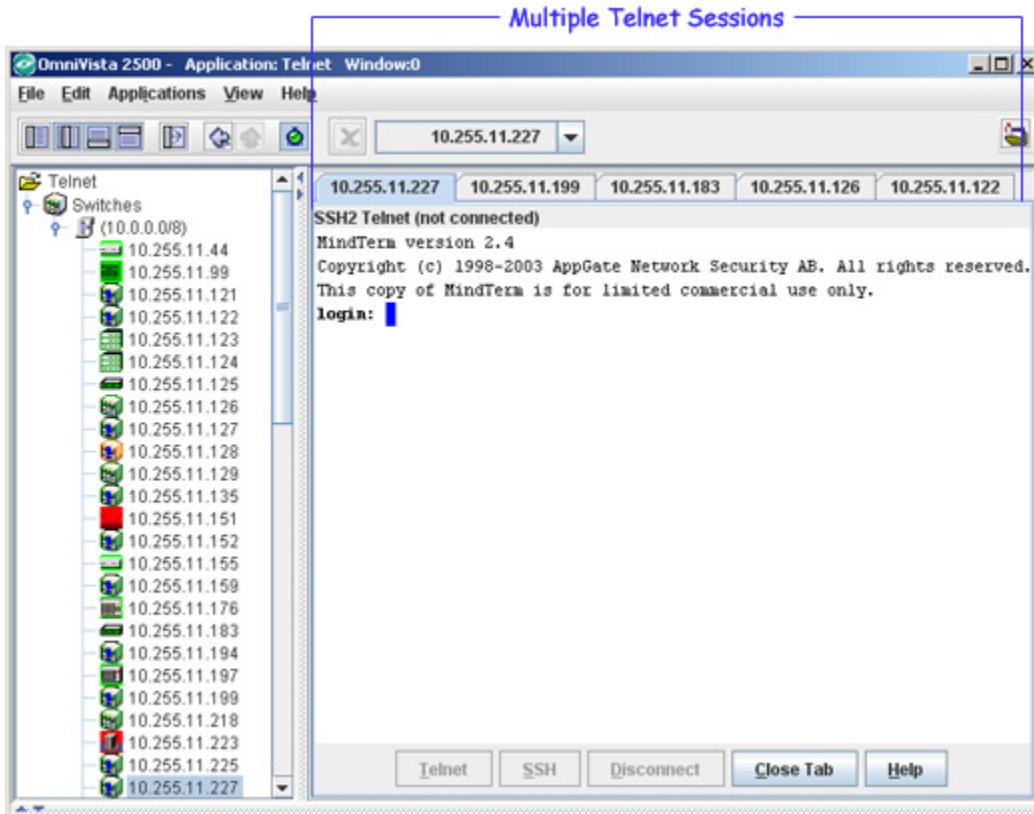 Multiple Telnet Sessions
OmniVista 2500 - Application: Telnet Window:0
File Edit Applications View Help
10.255.11.227
Telnet
Switches
(10.0.0.0/8)
10.255.11.44
10.255.11.99
10.255.11.121
10.255.11.122
10.255.11.123
10.255.11.124
10.255.11.125
10.255.11.126
10.255.11.127
10.255.11.128
10.255.11.129
10.255.11.135
10.255.11.151
10.255.11.152
10.255.11.155
10.255.11.159
10.255.11.176
10.255.11.183
10.255.11.194
10.255.11.197
10.255.11.199
10.255.11.218
10.255.11.223
10.255.11.225
10.255.11.227
10.255.11.227 10.255.11.199 10.255.11.183 10.255.11.126 10.255.11.122
SSH2 Telnet (not connected)
MindTerm version 2.4
Copyright (c) 1998-2003 AppGate Network Security AB. All rights reserved.
This copy of MindTerm is for limited commercial use only.
login:
Telnet SSH Disconnect Close Tab Help